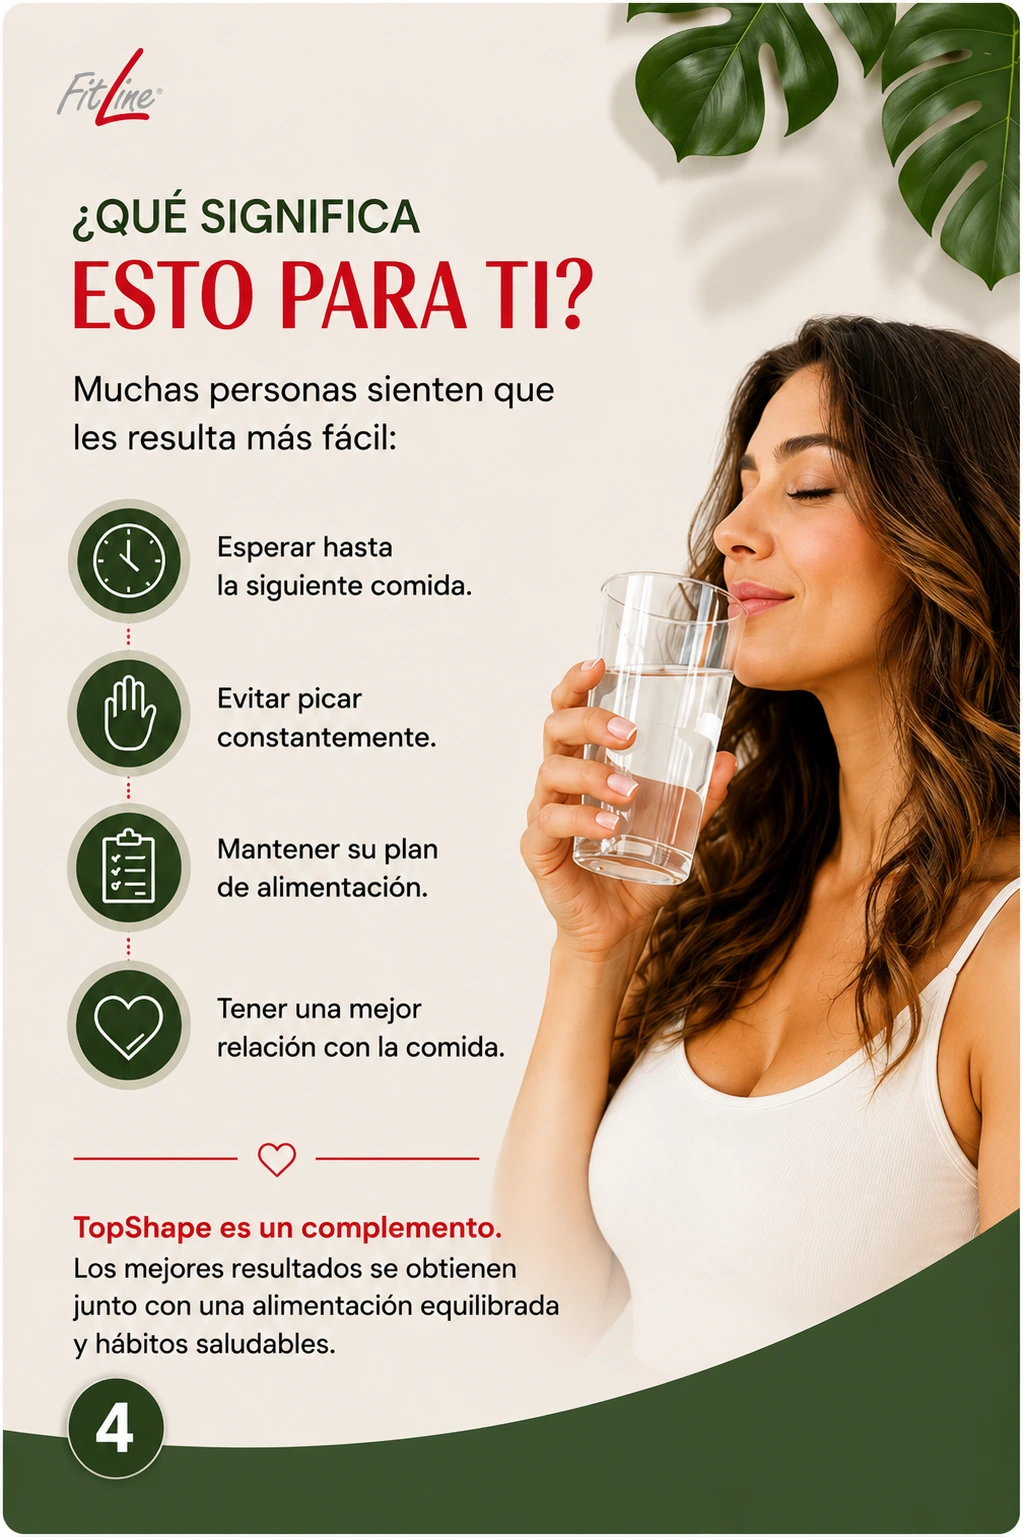 FitLine®
¿QUÉ SIGNIFICA
ESTO PARA TI?
Muchas personas sienten que
les resulta más fácil:
Esperar hasta
la siguiente comida.
Evitar picar
constantemente.
Mantener su plan
de alimentación.
Tener una mejor
relación con la comida.
TopShape es un complemento.
Los mejores resultados se obtienen
junto con una alimentación equilibrada
y hábitos saludables.
4